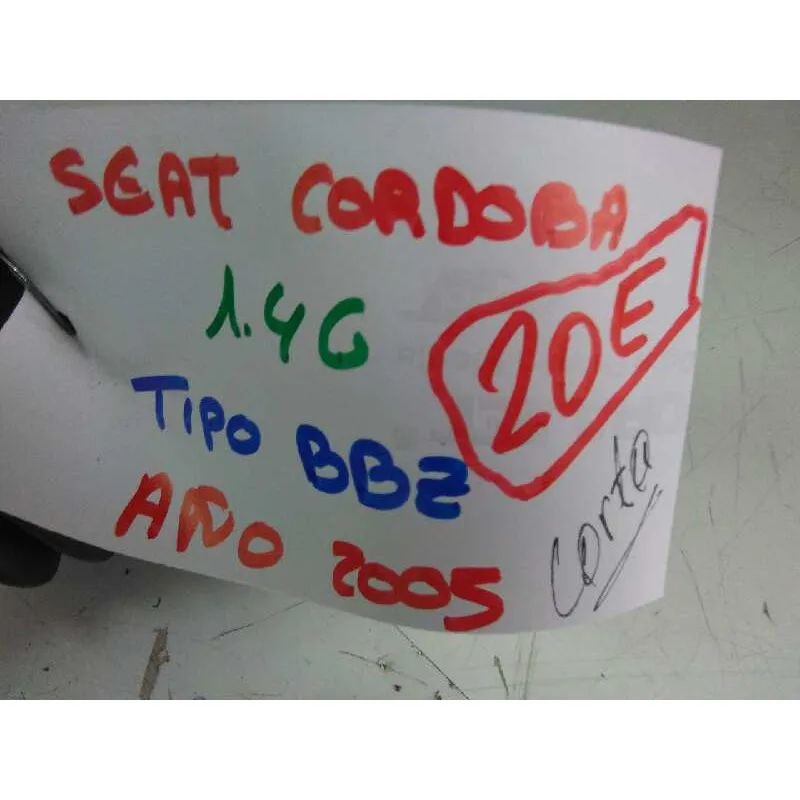 SEAT CORDOBA
1.4G
20E
TIPO BBZ
AÑO 2005
corta